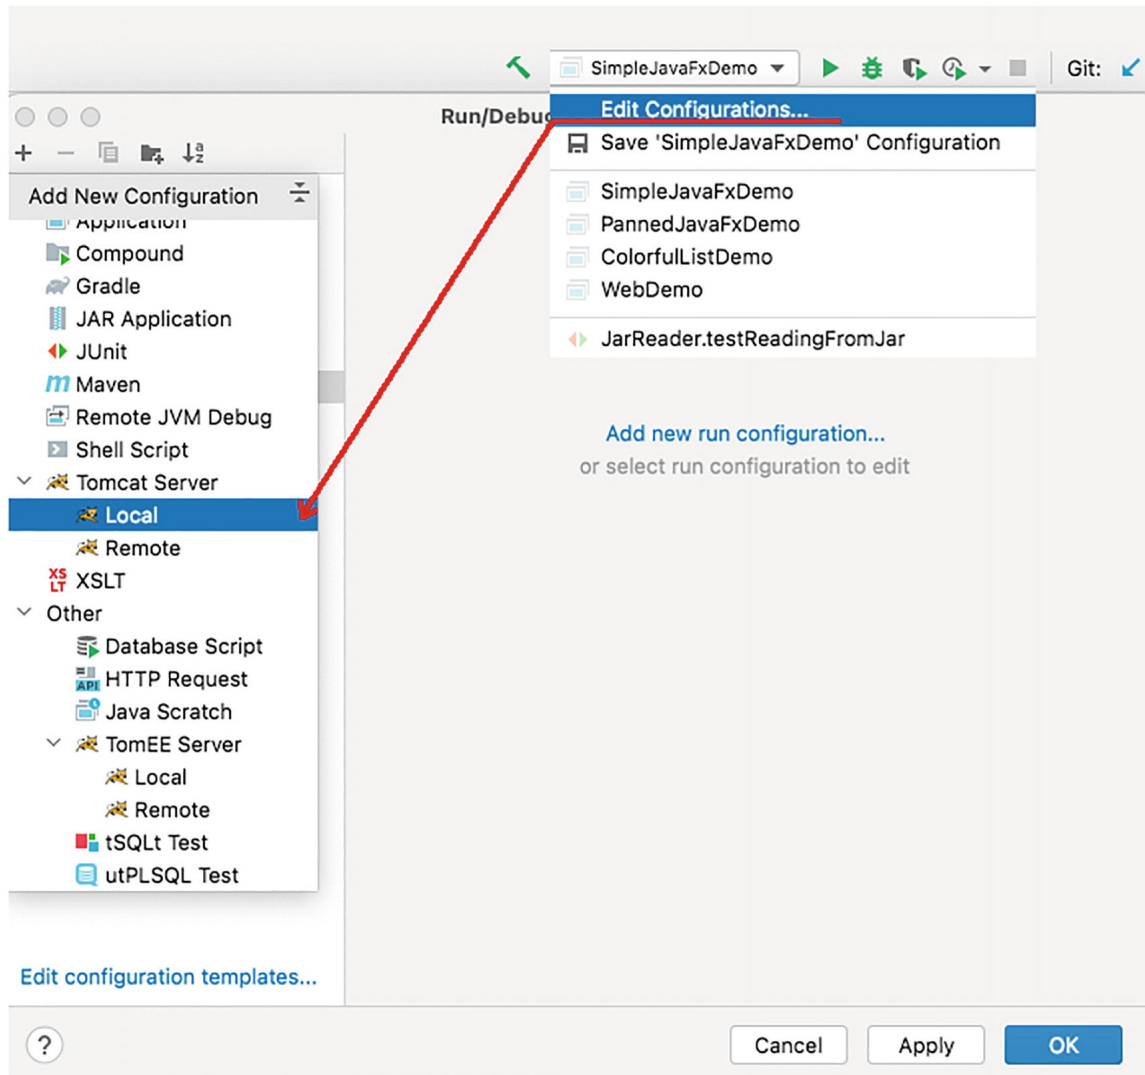 SimpleJavaFxDemo
Git:
Run/Debug
Edit Configurations...
Save 'SimpleJavaFxDemo' Configuration
SimpleJavaFxDemo
PannedJavaFxDemo
ColorfulListDemo
WebDemo
JarReader.testReadingFromJar
Add New Configuration
Application
Compound
Gradle
JAR Application
JUnit
Maven
Remote JVM Debug
Shell Script
Tomcat Server
Local
Remote
XSLT
Other
Database Script
HTTP Request
Java Scratch
TomEE Server
Local
Remote
tSQLt Test
utPLSQL Test
Add new run configuration...
or select run configuration to edit
Edit configuration templates...
?
Cancel
Apply
OK